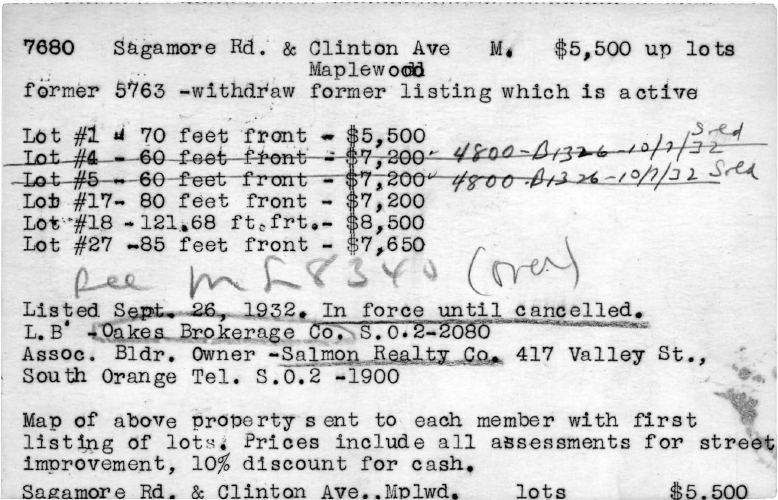 7680 Sagamore Rd. & Clinton Ave M. $5,500 up lots
Maplewood
former 5763 -withdraw former listing which is active
Lot #1 - 70 feet front - $5,500
Lot #4 - 60 feet front - $7,200 4800-B1326-10/7/32 Sold
Lot #5 - 60 feet front - $7,200 4800-B1326-10/7/32 Sold
Lot #17- 80 feet front - $7,200
Lot #18 -121.68 ft.frt.- $8,500
Lot #27 -85 feet front - $7,650
See ML8340 (over)
Listed Sept. 26, 1932. In force until cancelled.
L.B -Oakes Brokerage Co. S.O.2-2080
Assoc. Bldr. Owner -Salmon Realty Co. 417 Valley St.,
South Orange Tel. S.O.2 -1900
Map of above property sent to each member with first
listing of lots. Prices include all assessments for street
improvement, 10% discount for cash.
Sagamore Rd. & Clinton Ave.,Mplwd. lots $5,500